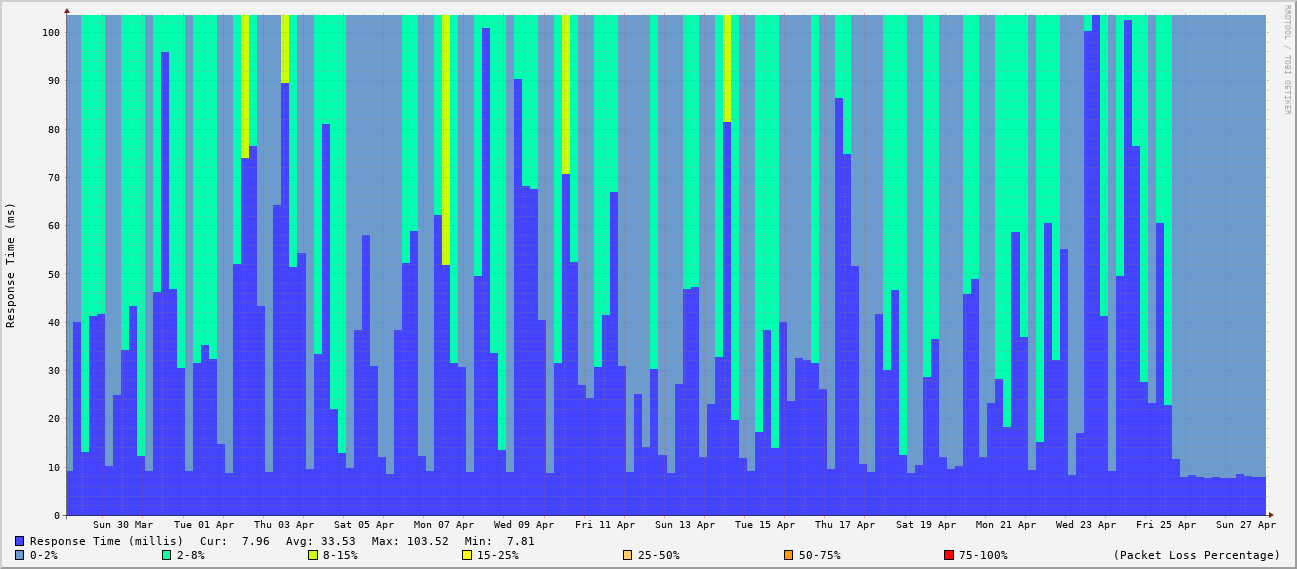 RRDTOOL / TOBI OETIKER
Response Time (ms)
100
90
80
70
60
50
40
30
20
10
0
Sun 30 Mar Tue 01 Apr Thu 03 Apr Sat 05 Apr Mon 07 Apr Wed 09 Apr Fri 11 Apr Sun 13 Apr Tue 15 Apr Thu 17 Apr Sat 19 Apr Mon 21 Apr Wed 23 Apr Fri 25 Apr Sun 27 Apr
Response Time (millis) Cur: 7.96 Avg: 33.53 Max: 103.52 Min: 7.81
0-2% 2-8% 8-15% 15-25% 25-50% 50-75% 75-100% (Packet Loss Percentage)